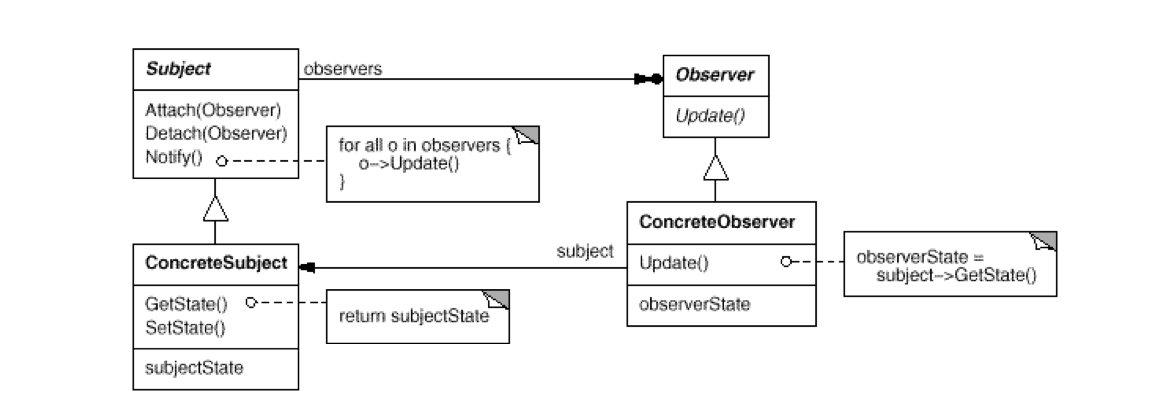 Subject
Attach(Observer)
Detach(Observer)
Notify()
observers
Observer
Update()
for all o in observers {
o−>Update()
}
ConcreteSubject
GetState()
SetState()
subjectState
return subjectState
subject
ConcreteObserver
Update()
observerState
observerState =
subject−>GetState()